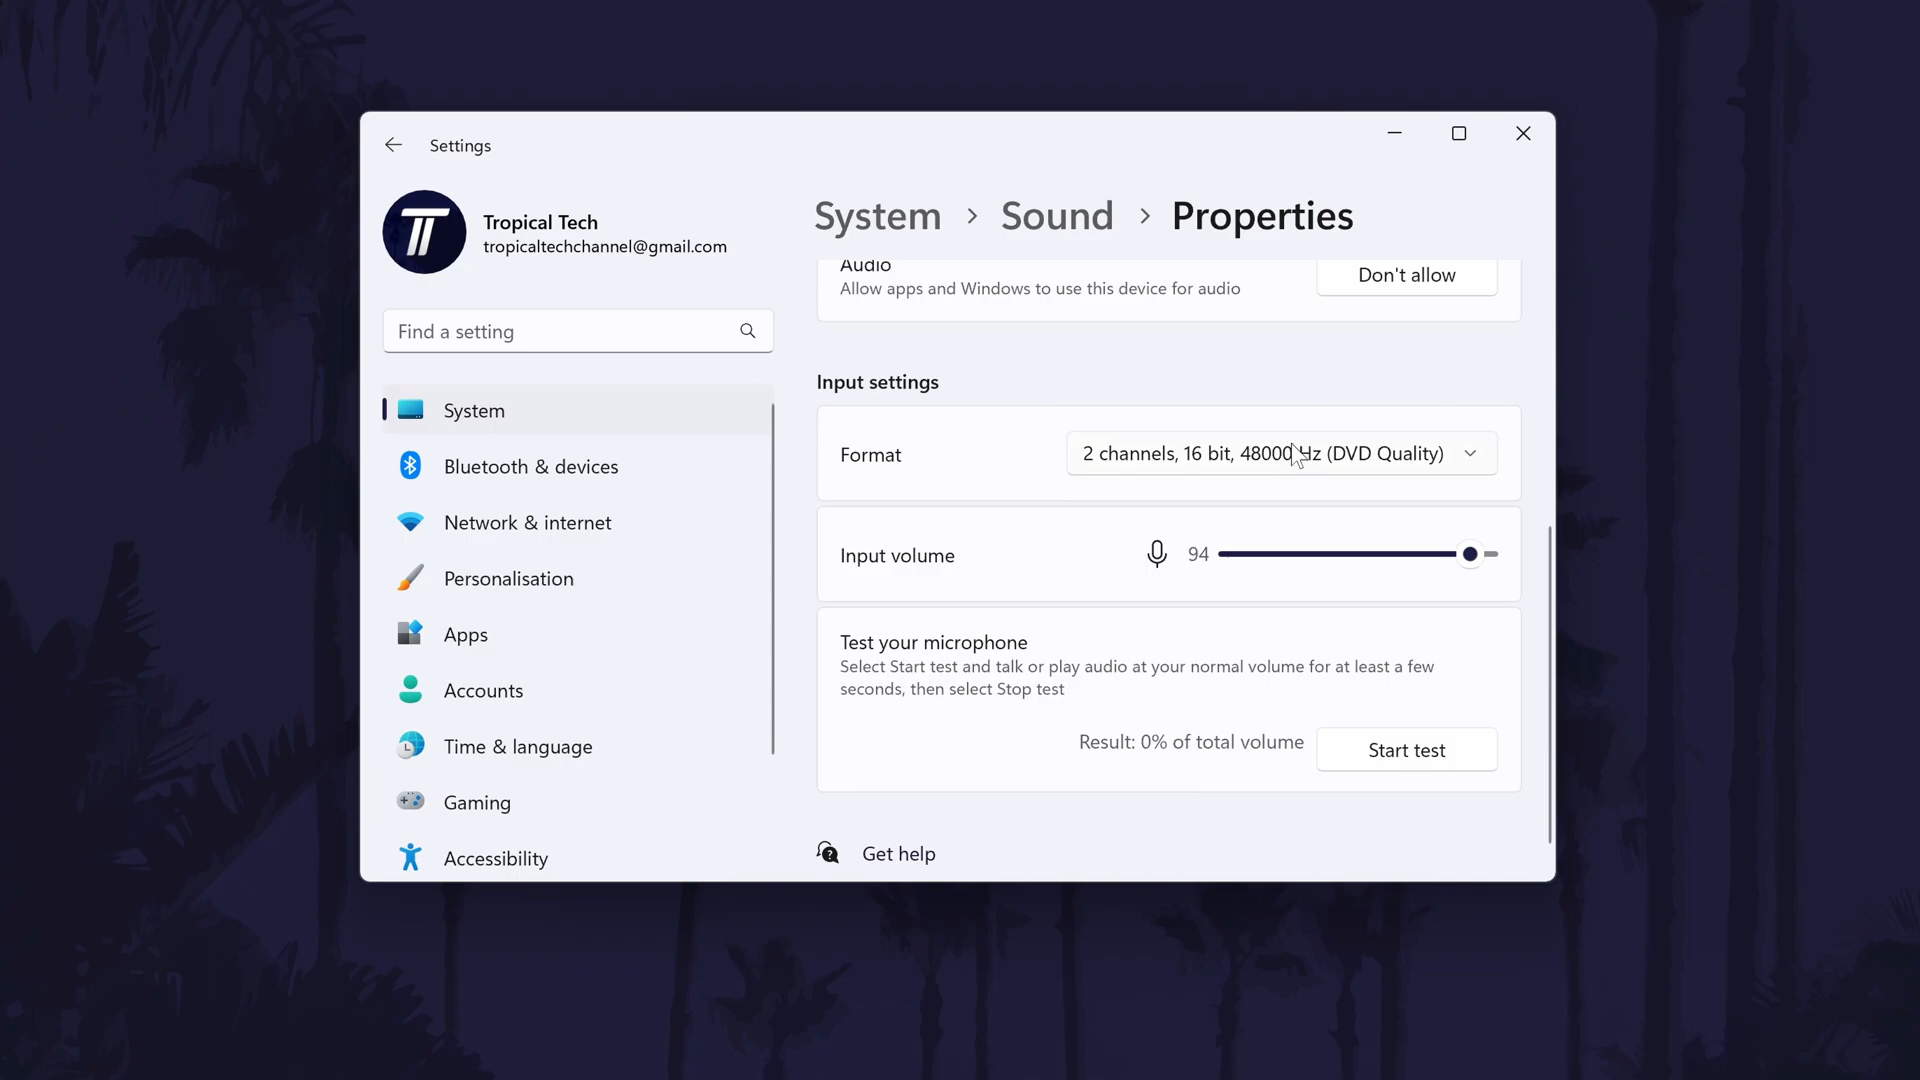 Settings
Tropical Tech
tropicaltechchannel@gmail.com
Find a setting
System
Bluetooth & devices
Network & internet
Personalisation
Apps
Accounts
Time & language
Gaming
Accessibility
System > Sound > Properties
Audio
Allow apps and Windows to use this device for audio
Don't allow
Input settings
Format
2 channels, 16 bit, 48000 Hz (DVD Quality)
Input volume
94
Test your microphone
Select Start test and talk or play audio at your normal volume for at least a few
seconds, then select Stop test
Result: 0% of total volume
Start test
Get help